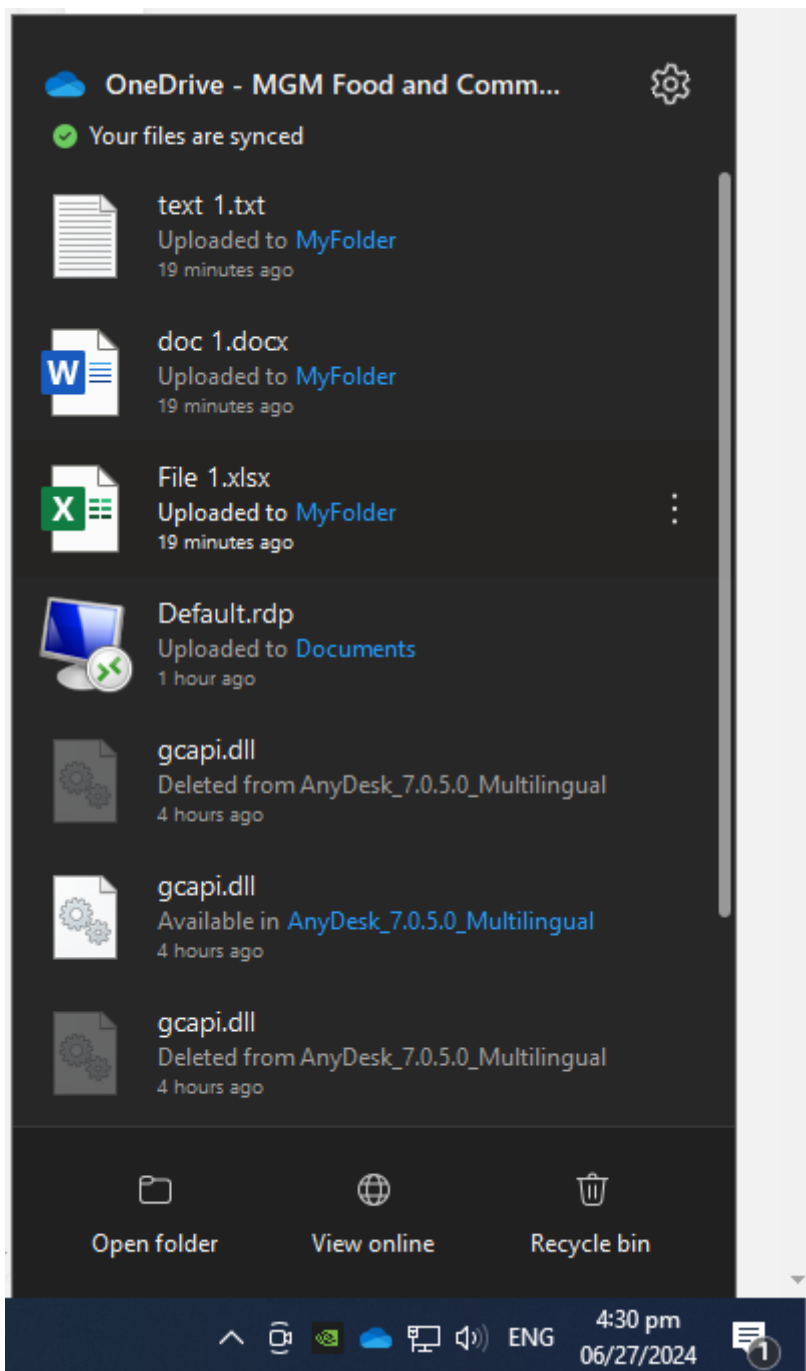 OneDrive - MGM Food and Comm...
Your files are synced
text 1.txt
Uploaded to MyFolder
19 minutes ago
W
doc 1.docx
Uploaded to MyFolder
19 minutes ago
X
File 1.xlsx
Uploaded to MyFolder
19 minutes ago
Default.rdp
Uploaded to Documents
1 hour ago
gcapi.dll
Deleted from AnyDesk_7.0.5.0_Multilingual
4 hours ago
gcapi.dll
Available in AnyDesk_7.0.5.0_Multilingual
4 hours ago
gcapi.dll
Deleted from AnyDesk_7.0.5.0_Multilingual
4 hours ago
Open folder View online Recycle bin
ENG
4:30 pm
06/27/2024
1